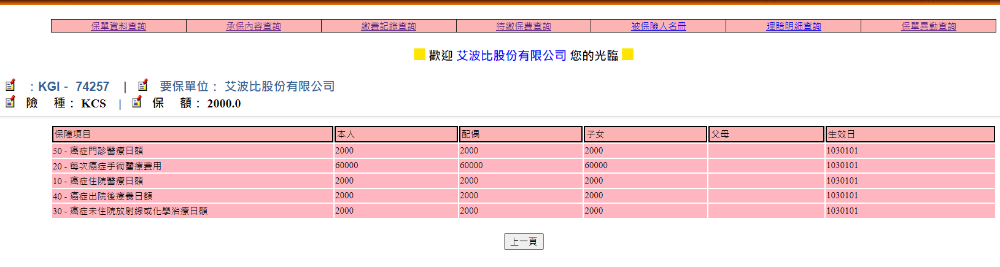 保單資料查詢 承保內容查詢 繳費記錄查詢 待繳保費查詢 被保險人名冊 理賠明細查詢 保單異動查詢
歡迎 艾波比股份有限公司 您的光臨
：KGI - 74257 | 要保單位： 艾波比股份有限公司
險 種： KCS | 保 額： 2000.0
保障項目 本人 配偶 子女 父母 生效日
50 - 癌症門診醫療日額 2000 2000 2000 1030101
20 - 每次癌症手術醫療費用 60000 60000 60000 1030101
10 - 癌症住院醫療日額 2000 2000 2000 1030101
40 - 癌症出院後療養日額 2000 2000 2000 1030101
30 - 癌症未住院放射線或化學治療日額 2000 2000 2000 1030101
上一頁